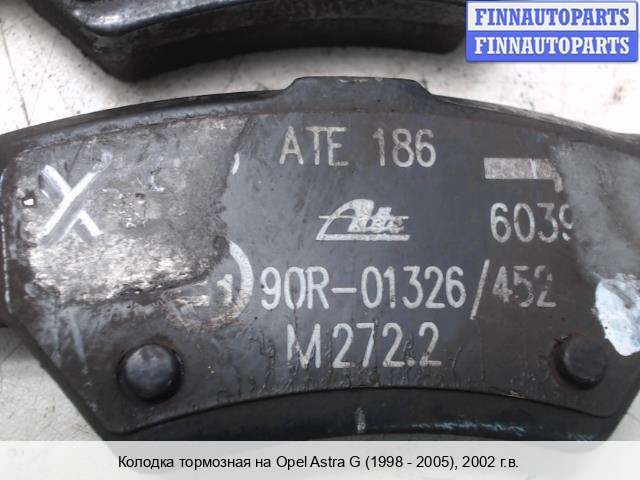 FINNAUTOPARTS
FINNAUTOPARTS
ATE 186
X
Ate
6039
90R-01326/452
M272.2
Колодка тормозная на Opel Astra G (1998 - 2005), 2002 г.в.